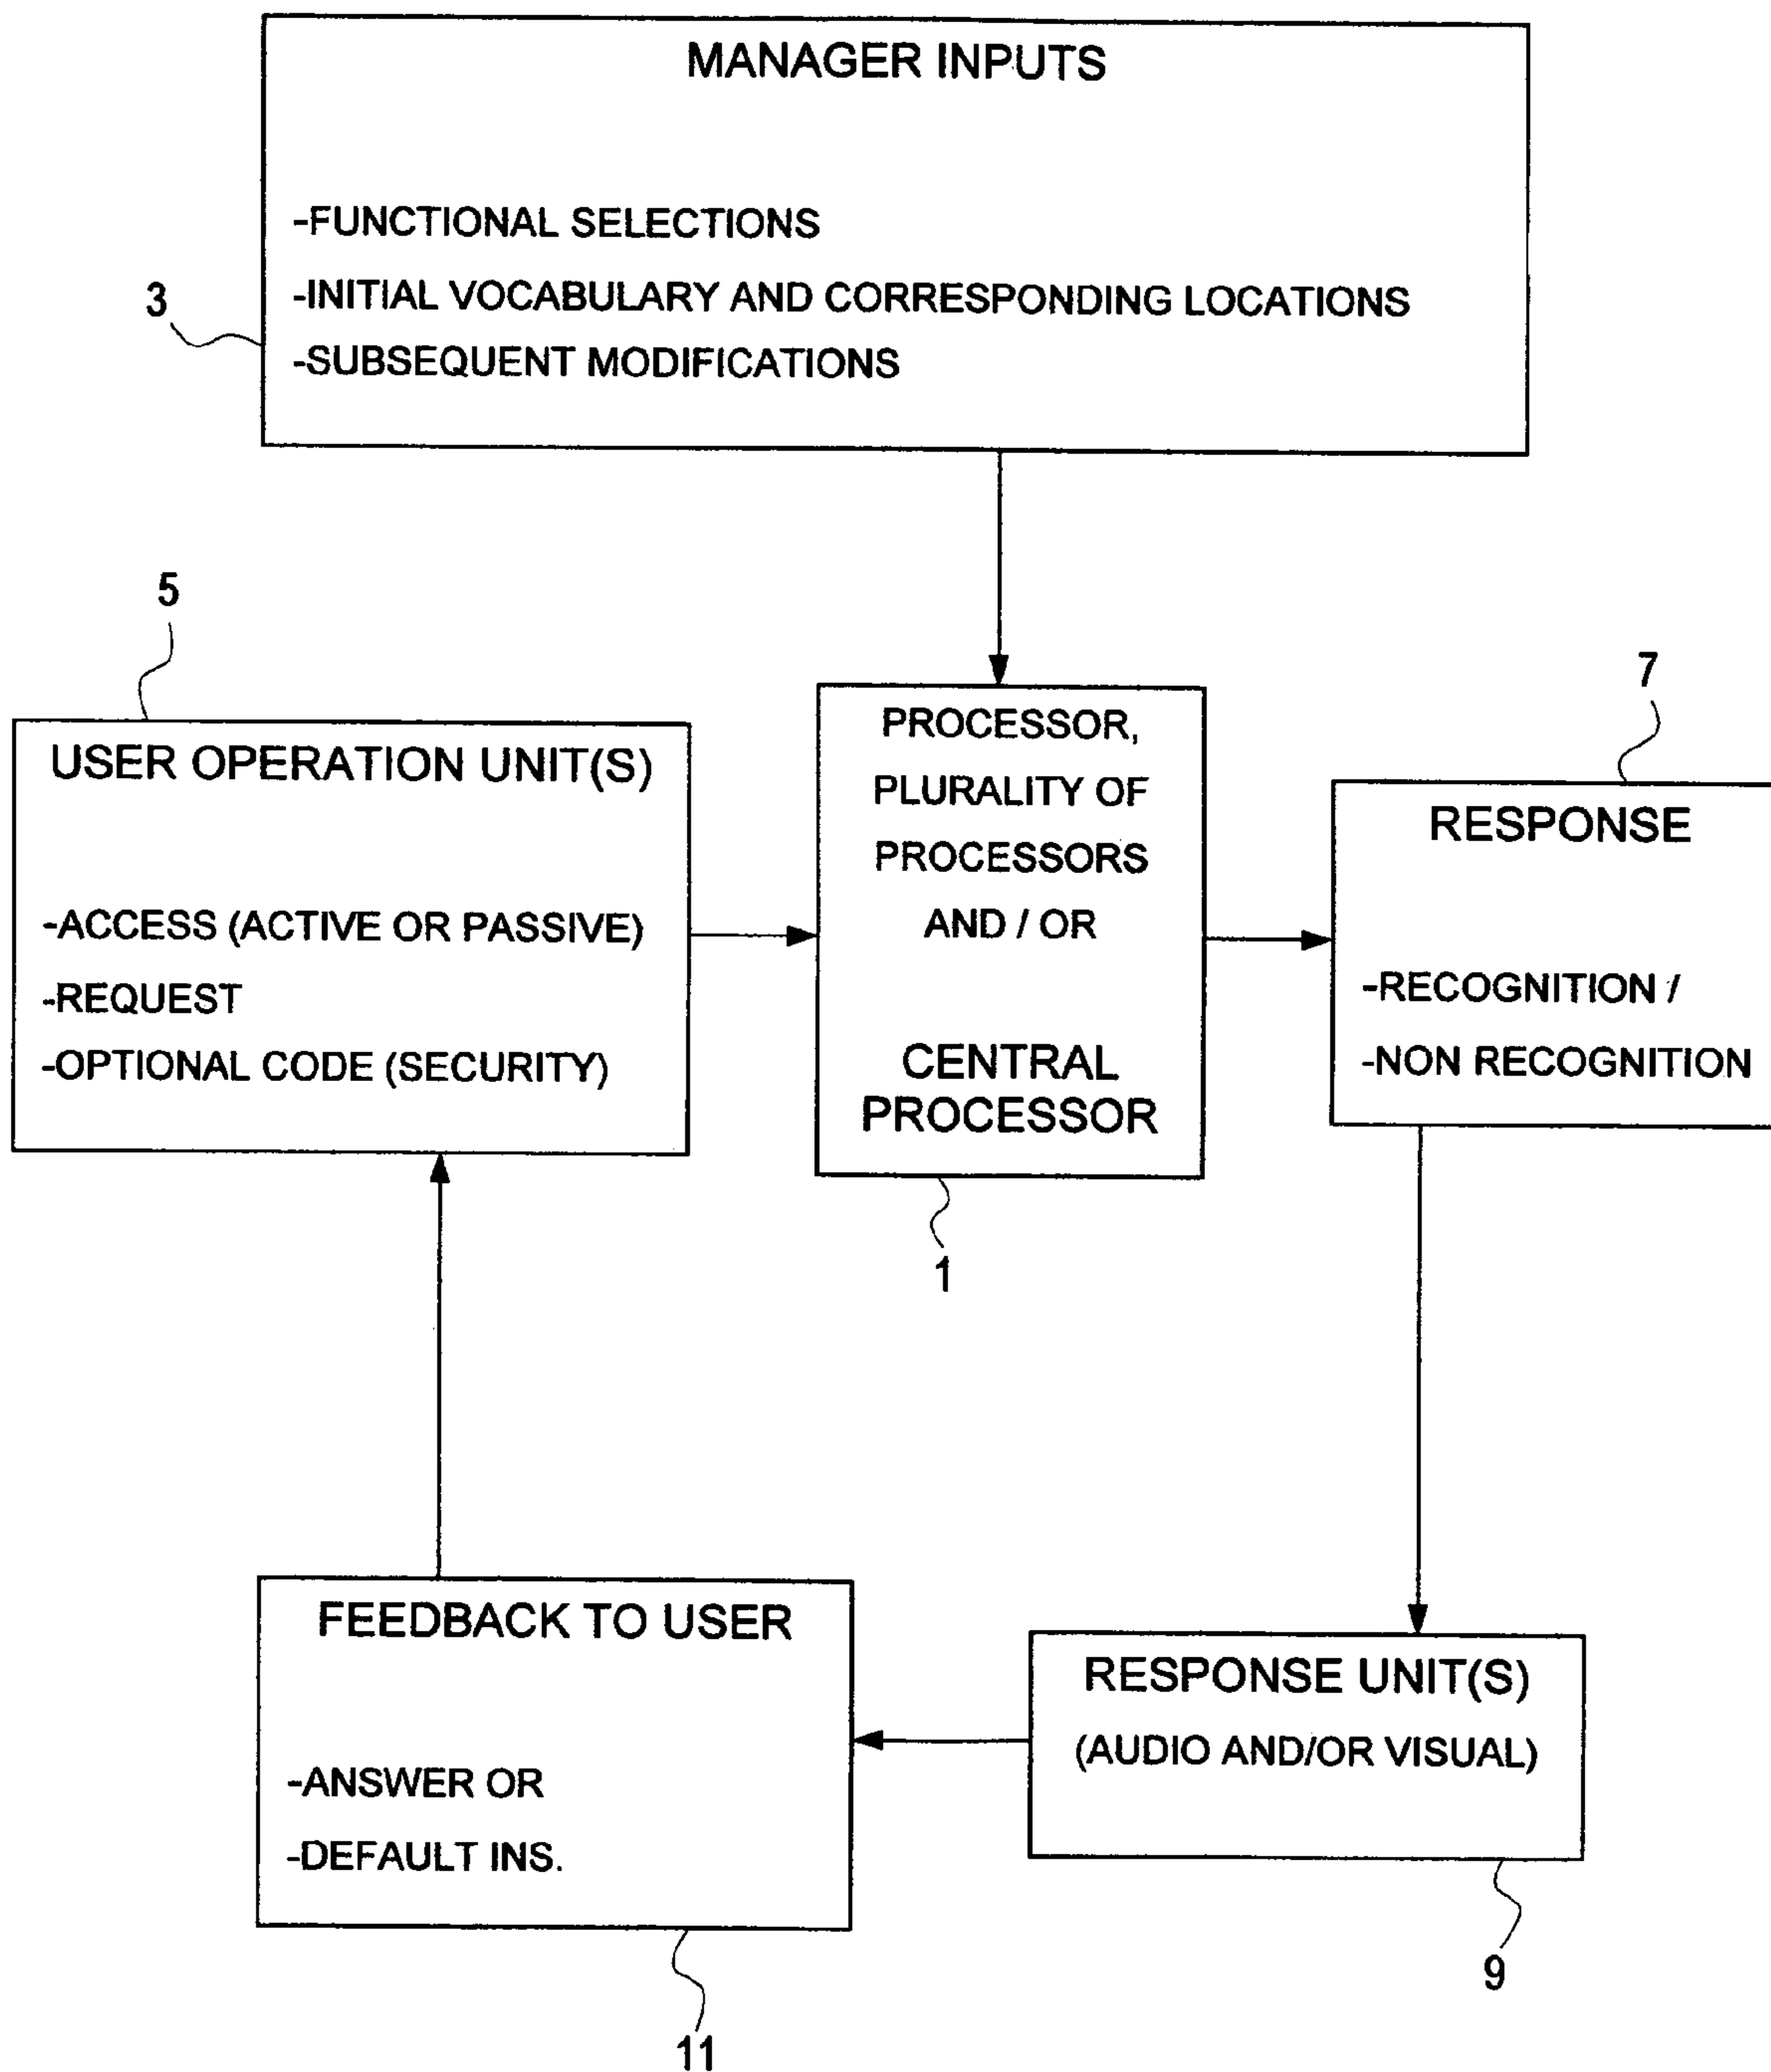 MANAGER INPUTS
-FUNCTIONAL SELECTIONS
-INITIAL VOCABULARY AND CORRESPONDING LOCATIONS
-SUBSEQUENT MODIFICATIONS
3
5
USER OPERATION UNIT(S)
-ACCESS (ACTIVE OR PASSIVE)
-REQUEST
-OPTIONAL CODE (SECURITY)
PROCESSOR,
PLURALITY OF
PROCESSORS
AND / OR
CENTRAL
PROCESSOR
1
7
RESPONSE
-RECOGNITION /
-NON RECOGNITION
FEEDBACK TO USER
-ANSWER OR
-DEFAULT INS.
11
RESPONSE UNIT(S)
(AUDIO AND/OR VISUAL)
9